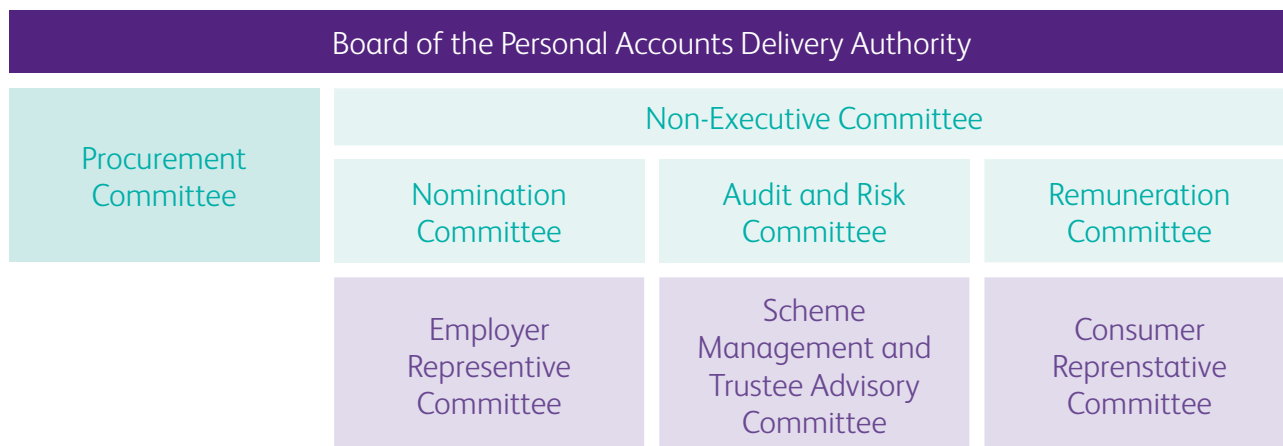 Board of the Personal Accounts Delivery Authority
Procurement
Committee
Non-Executive Committee
Nomination
Committee
Audit and Risk
Committee
Remuneration
Committee
Employer
Representive
Committee
Scheme
Management and
Trustee Advisory
Committee
Consumer
Reprenstative
Committee